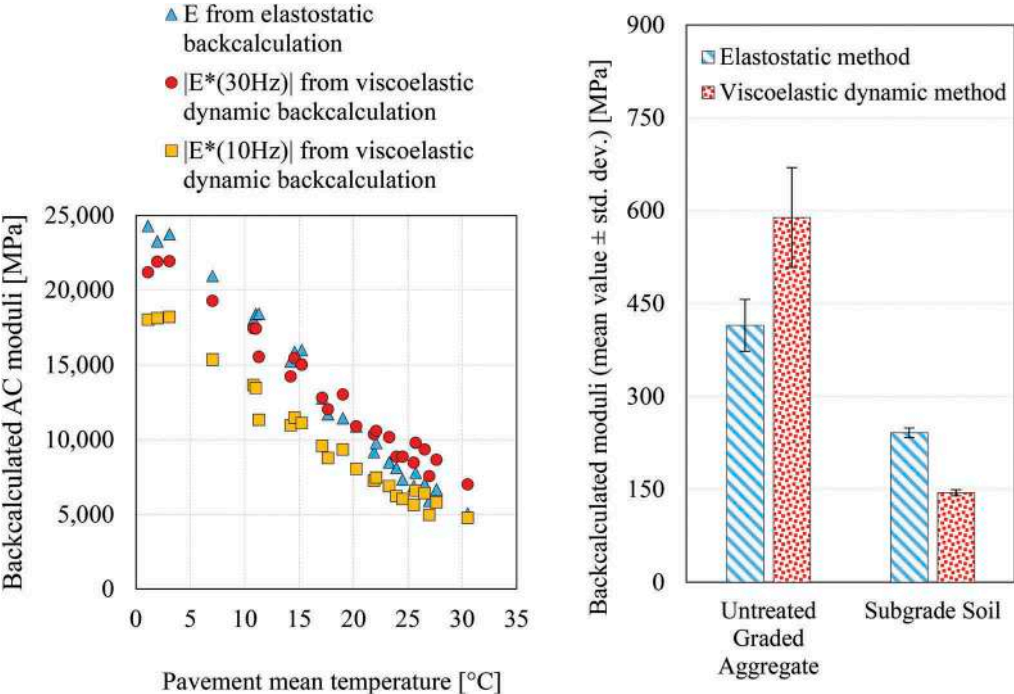 E from elastostatic
backcalculation
|E*(30Hz)| from viscoelastic
dynamic backcalculation
|E*(10Hz)| from viscoelastic
dynamic backcalculation
Backcalculated AC moduli [MPa]
25,000
20,000
15,000
10,000
5,000
0
0 5 10 15 20 25 30 35
Pavement mean temperature [°C]
Backcalculated moduli (mean value ± std. dev.) [MPa]
900
750
600
450
300
150
0
Elastostatic method
Viscoelastic dynamic method
Untreated
Graded
Aggregate
Subgrade Soil